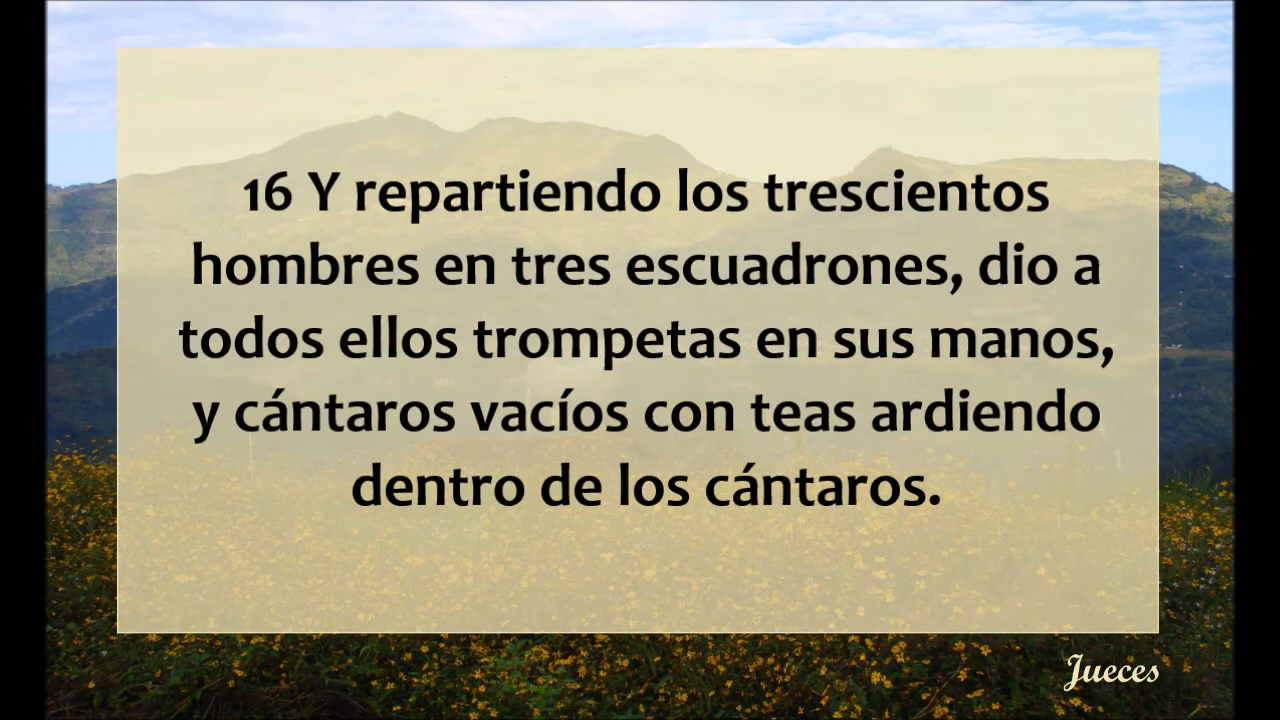 16 Y repartiendo los trescientos
hombres en tres escuadrones, dio a
todos ellos trompetas en sus manos,
y cántaros vacíos con teas ardiendo
dentro de los cántaros.
Jueces